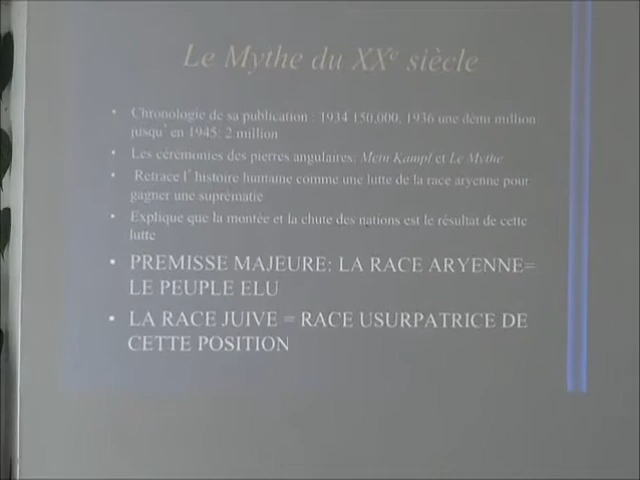 Le Mythe du XXe siècle
• Chronologie de sa publication : 1934 150,000, 1936 une demi million
jusqu'en 1945: 2 million
• Les cérémonies des pierres angulaires: Mein Kampf et Le Mythe
• Retrace l'histoire humaine comme une lutte de la race aryenne pour
gagner une suprématie
• Explique que la montée et la chute des nations est le résultat de cette
lutte
• PREMISSE MAJEURE: LA RACE ARYENNE=
LE PEUPLE ELU
• LA RACE JUIVE = RACE USURPATRICE DE
CETTE POSITION